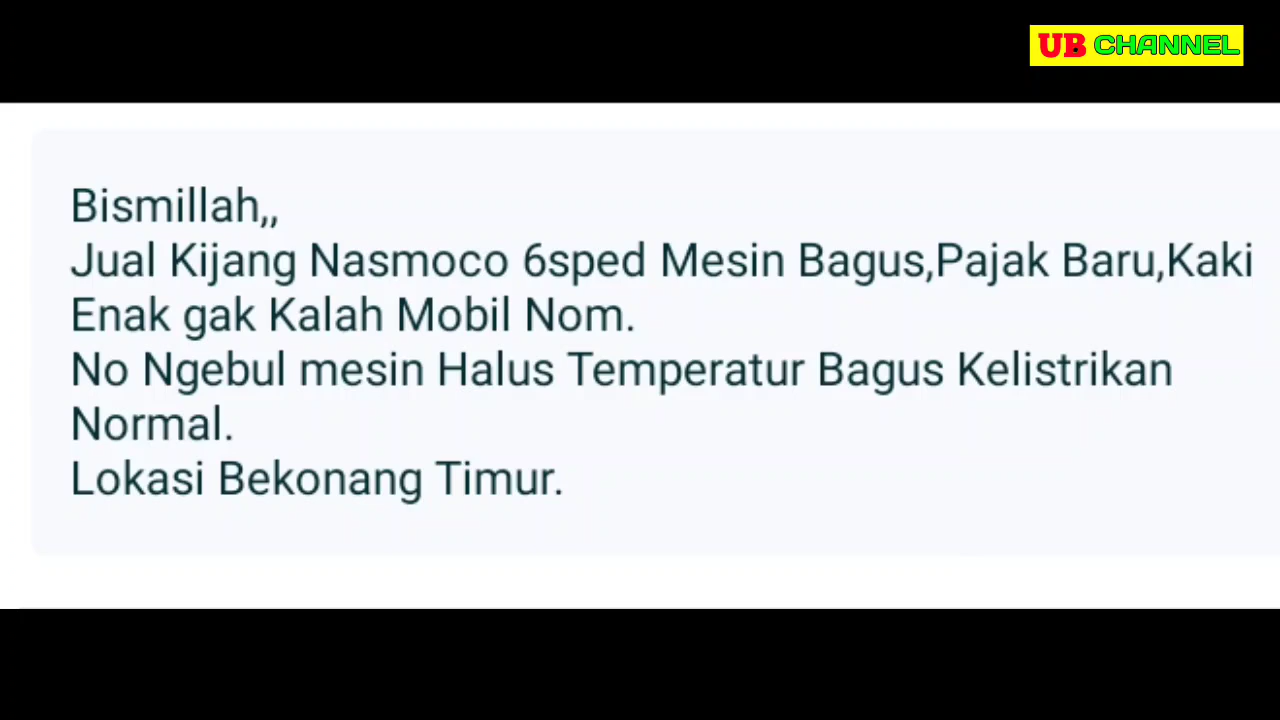 UB CHANNEL
Bismillah,,
Jual Kijang Nasmoco 6sped Mesin Bagus,Pajak Baru,Kaki
Enak gak Kalah Mobil Nom.
No Ngebul mesin Halus Temperatur Bagus Kelistrikan
Normal.
Lokasi Bekonang Timur.